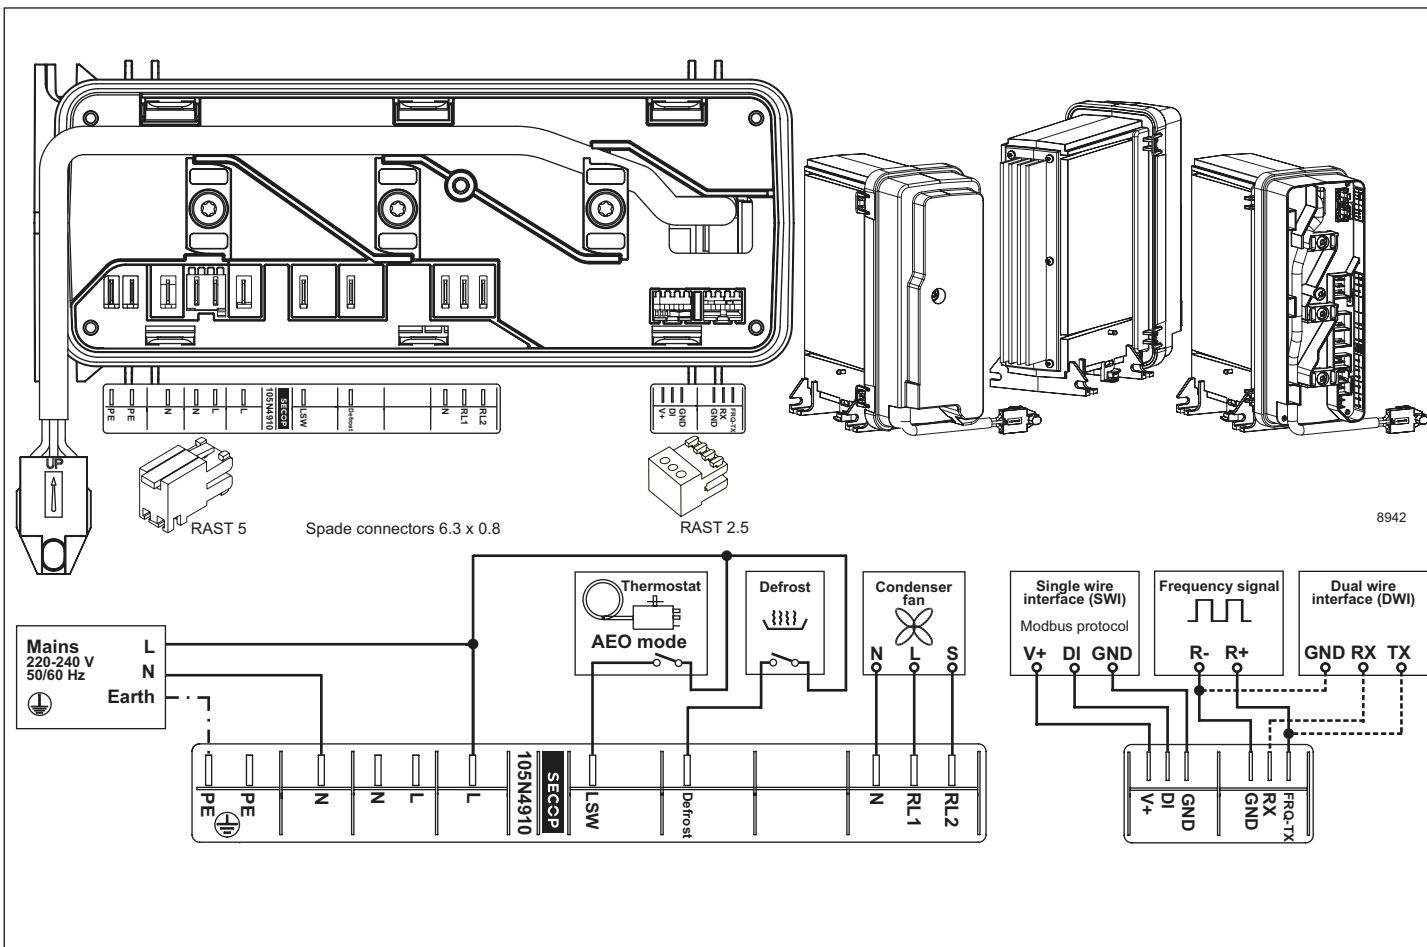 PE
PE
N
N
L
L
105N4910
SECCP
LSW
Defrost
N
RL1
RL2
V+
DI
GND
GND
RX
FRQ-TX
UP
RAST 5
Spade connectors 6.3 x 0.8
RAST 2.5
8942
Mains
220-240 V
50/60 Hz
L
N
Earth
Thermostat
AEO mode
Defrost
Condenser
fan
N
L
S
Single wire
interface (SWI)
Modbus protocol
V+ DI GND
Frequency signal
R- R+
Dual wire
interface (DWI)
GND RX TX
PE
PE
N
N
L
L
105N4910
SECCP
LSW
Defrost
N
RL1
RL2
V+
DI
GND
GND
RX
FRQ-TX